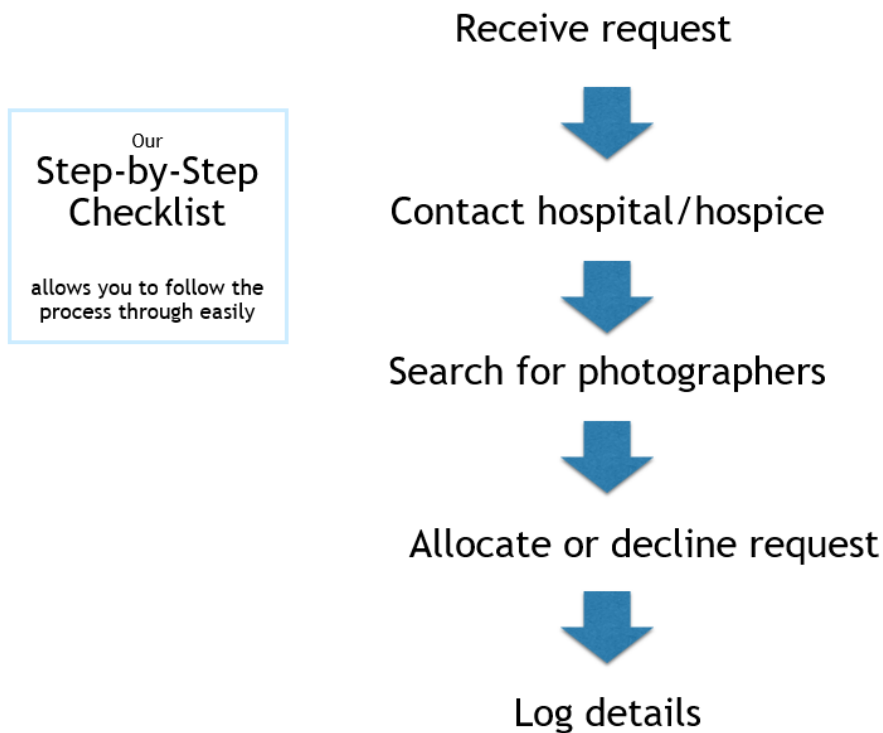 Receive request
Our
Step-by-Step
Checklist
allows you to follow the
process through easily
Contact hospital/hospice
Search for photographers
Allocate or decline request
Log details